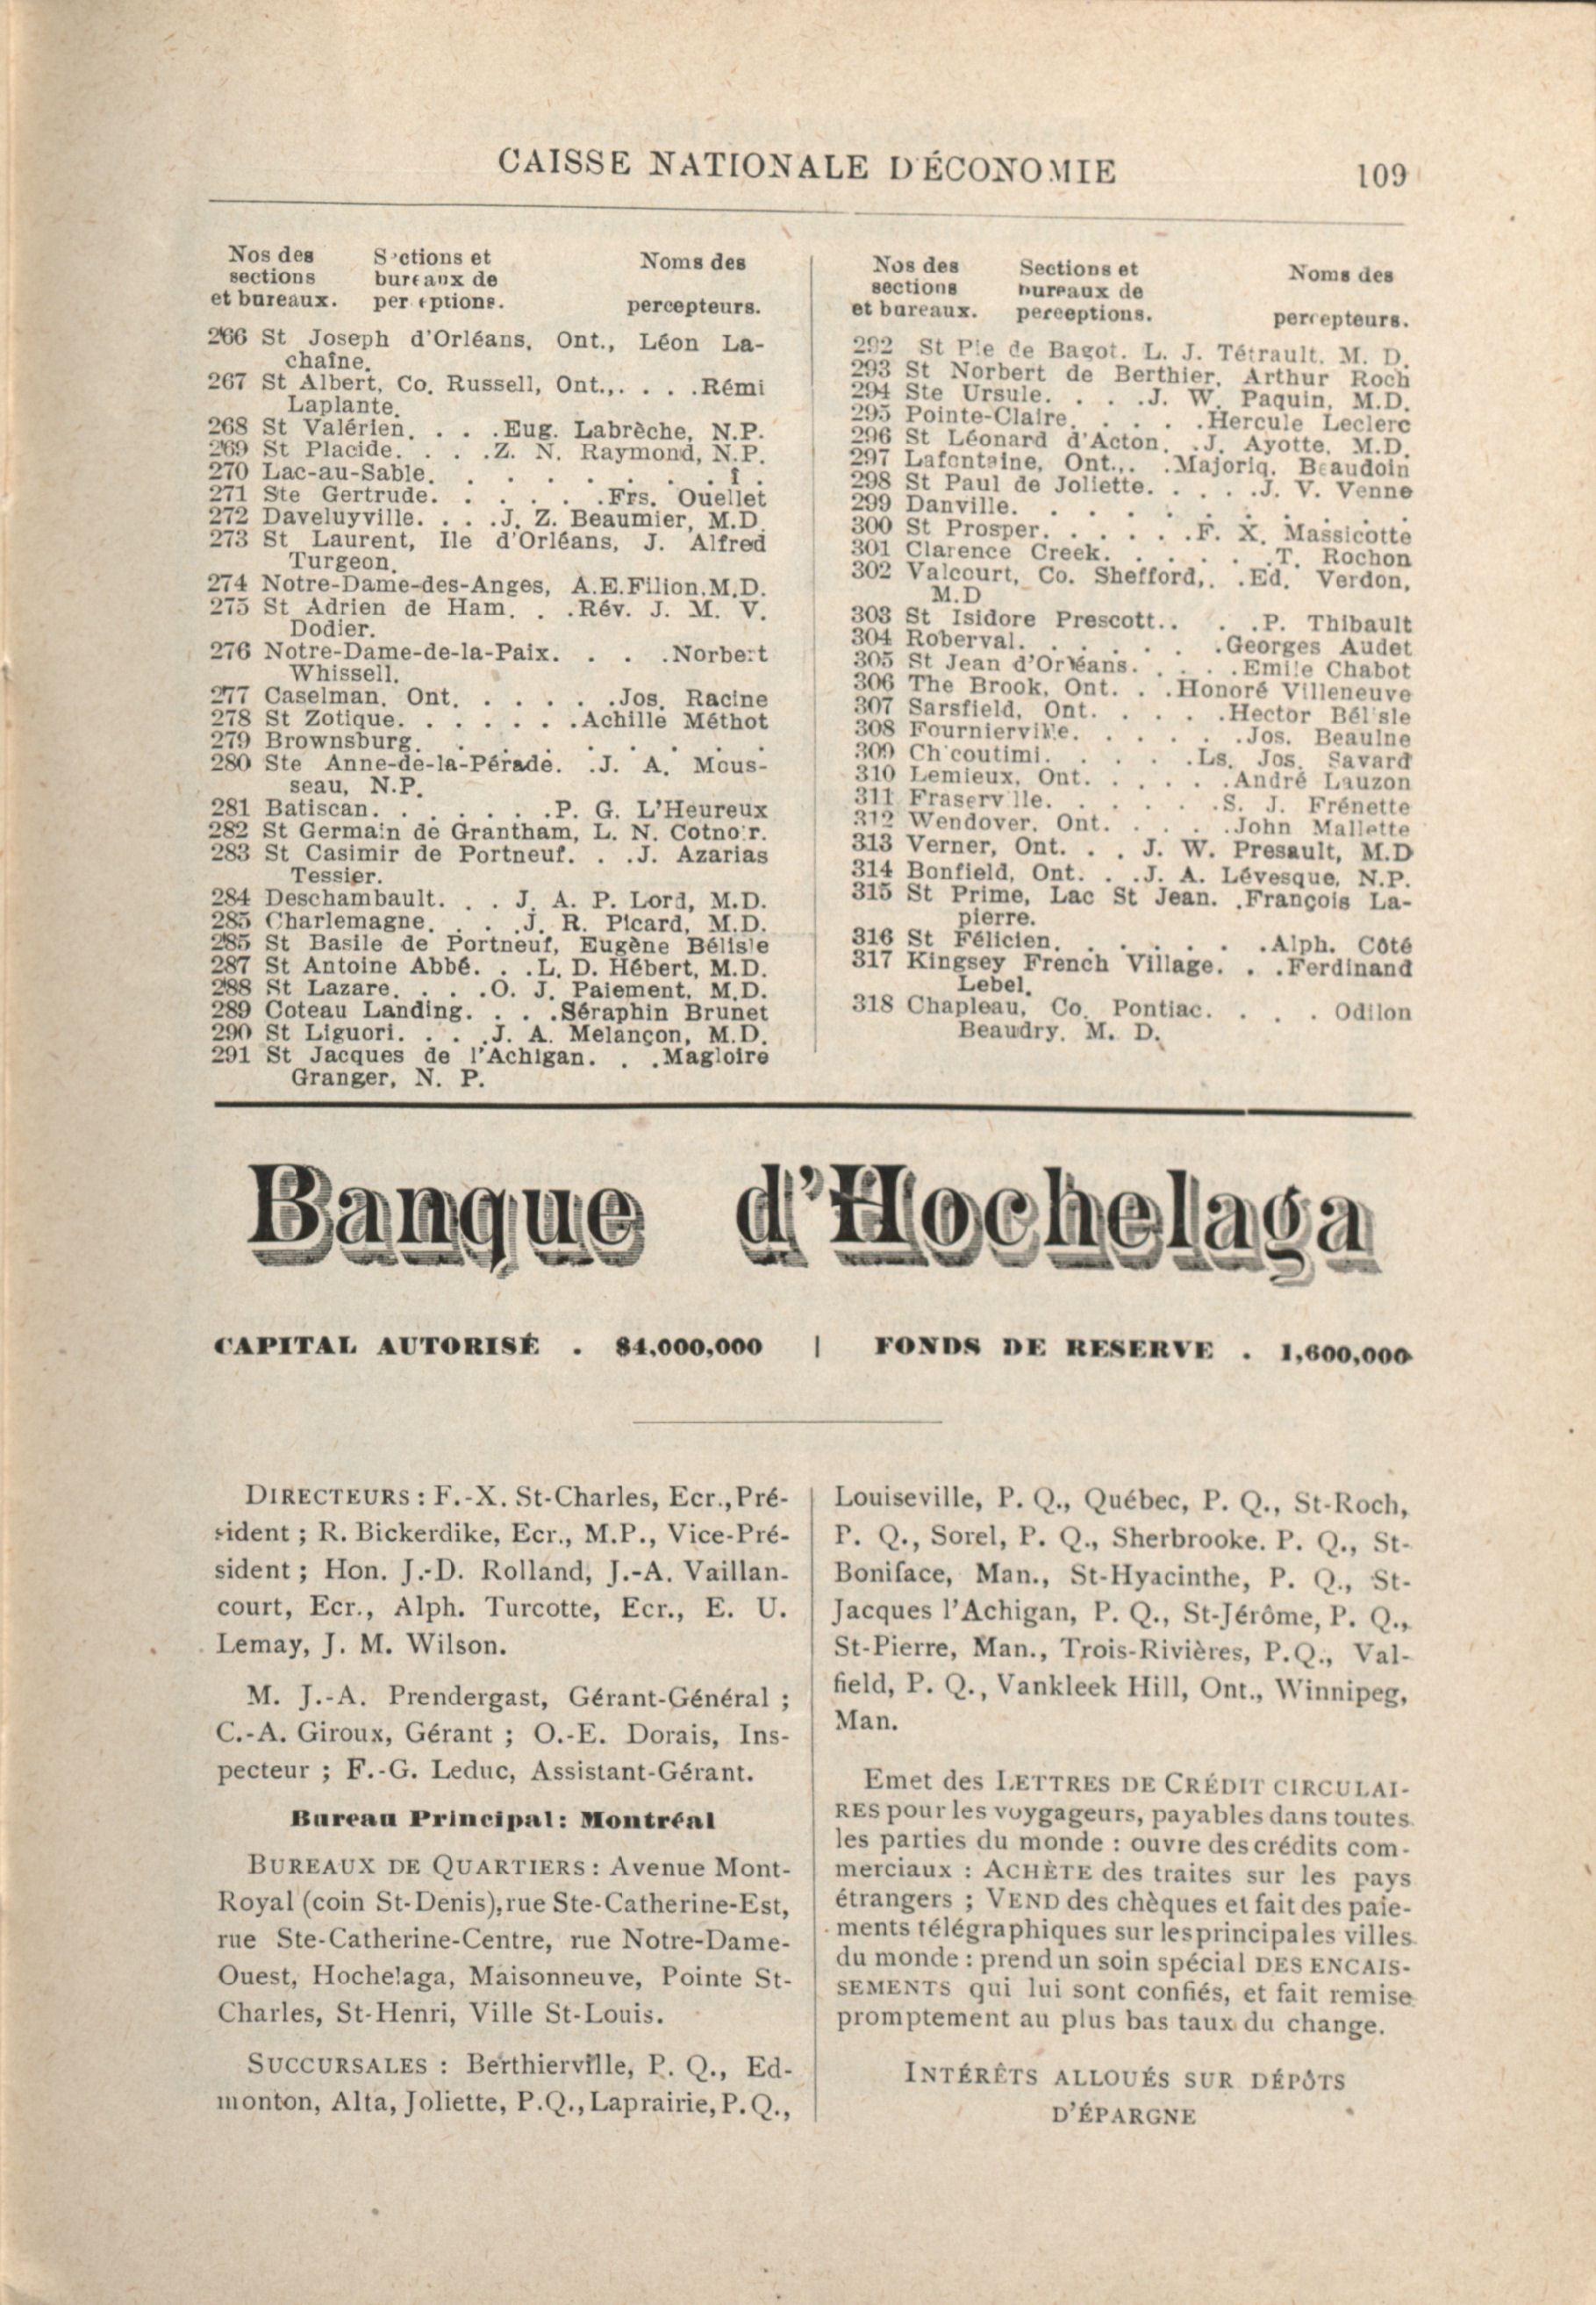 CAISSE NATIONALE D'ÉCONOMIE 109
Nos des Sections et Noms des
sections bureaux de
et bureaux. perceptions. percepteurs.
266 St Joseph d'Orléans, Ont., Léon La-
chaîne.
267 St Albert, Co. Russell, Ont.,. . . .Rémi
Laplante.
268 St Valérien. . . .Eug. Labrèche, N.P.
269 St Placide. . . .Z. N. Raymond, N.P.
270 Lac-au-Sable. . . . . . . .
271 Ste Gertrude. . . . . .Frs. Ouellet
272 Daveluyville. . . .J. Z. Beaumier, M.D
273 St Laurent, Ile d'Orléans, J. Alfred
Turgeon.
274 Notre-Dame-des-Anges, A.E.Filion.M.D.
275 St Adrien de Ham. . .Rév. J. M. V.
Dodier.
276 Notre-Dame-de-la-Paix. . . .Norbert
Whissell.
277 Caselman, Ont. . . . . .Jos. Racine
278 St Zotique. . . . . . .Achille Méthot
279 Brownsburg. . . . . . . .
280 Ste Anne-de-la-Pérade. .J. A. Mous-
seau, N.P.
281 Batiscan. . . . . . .P. G. L'Heureux
282 St Germain de Grantham, L. N. Cotnoir.
283 St Casimir de Portneuf. . .J. Azarias
Tessier.
284 Deschambault. . . J. A. P. Lord, M.D.
285 Charlemagne. . . .J. R. Picard, M.D.
285 St Basile de Portneuf, Eugène Bélisle
287 St Antoine Abbé. . .L. D. Hébert, M.D.
288 St Lazare. . . .O. J. Paiement, M.D.
289 Coteau Landing. . . .Séraphin Brunet
290 St Liguori. . . .J. A. Melançon, M.D.
291 St Jacques de l'Achigan. . .Magloire
Granger, N. P.
Nos des Sections et Noms des
sections bureaux de
et bureaux. perceptions. percepteurs.
292 St Pie de Bagot. L. J. Tétrault, M. D.
293 St Norbert de Berthier, Arthur Roch
294 Ste Ursule. . . .J. W. Paquin, M.D.
295 Pointe-Claire. . . . .Hercule Leclerc
296 St Léonard d'Acton. .J. Ayotte, M.D.
297 Lafontaine, Ont.,. .Majoriq. Beaudoin
298 St Paul de Joliette. . . . .J. V. Venne
299 Danville. . . . . . . .
300 St Prosper. . . . . .F. X. Massicotte
301 Clarence Creek. . . . . .T. Rochon
302 Valcourt, Co. Shefford,. .Ed. Verdon,
M.D
303 St Isidore Prescott.. . .P. Thibault
304 Roberval. . . . . . .Georges Audet
305 St Jean d'Orléans. . . . .Emile Chabot
306 The Brook, Ont. . .Honoré Villeneuve
307 Sarsfield, Ont. . . . .Hector Bélisle
308 Fournierville. . . . . .Jos. Beaulne
309 Chicoutimi. . . . .Ls. Jos. Savard
310 Lemieux, Ont. . . . . .André Lauzon
311 Fraserville. . . . . .S. J. Frénette
312 Wendover, Ont. . . . .John Mallette
313 Verner, Ont. . . J. W. Presault, M.D
314 Bonfield, Ont. . .J. A. Lévesque, N.P.
315 St Prime, Lac St Jean. .François La-
pierre.
316 St Félicien. . . . . . .Alph. Côté
317 Kingsey French Village. . .Ferdinand
Lebel.
318 Chapleau, Co. Pontiac. . . . Odilon
Beaudry, M. D.
Banque d'Hochelaga
CAPITAL AUTORISÉ . $4,000,000 | FONDS DE RESERVE . 1,600,000
DIRECTEURS : F.-X. St-Charles, Ecr., Pré-
sident ; R. Bickerdike, Ecr., M.P., Vice-Pré-
sident ; Hon. J.-D. Rolland, J.-A. Vaillan-
court, Ecr., Alph. Turcotte, Ecr., E. U.
Lemay, J. M. Wilson.
M. J.-A. Prendergast, Gérant-Général ;
C.-A. Giroux, Gérant ; O.-E. Dorais, Ins-
pecteur ; F.-G. Leduc, Assistant-Gérant.
Bureau Principal: Montréal
BUREAUX DE QUARTIERS : Avenue Mont-
Royal (coin St-Denis), rue Ste-Catherine-Est,
rue Ste-Catherine-Centre, rue Notre-Dame-
Ouest, Hochelaga, Maisonneuve, Pointe St-
Charles, St-Henri, Ville St-Louis.
SUCCURSALES : Berthierville, P. Q., Ed-
monton, Alta, Joliette, P.Q., Laprairie, P. Q.,
Louiseville, P. Q., Québec, P. Q., St-Roch,
P. Q., Sorel, P. Q., Sherbrooke. P. Q., St-
Boniface, Man., St-Hyacinthe, P. Q., St-
Jacques l'Achigan, P. Q., St-Jérôme, P. Q.,
St-Pierre, Man., Trois-Rivières, P.Q., Val-
field, P. Q., Vankleek Hill, Ont., Winnipeg,
Man.
Emet des LETTRES DE CRÉDIT CIRCULAI-
RES pour les voygageurs, payables dans toutes
les parties du monde : ouvre des crédits com-
merciaux : ACHÈTE des traites sur les pays
étrangers ; VEND des chèques et fait des paie-
ments télégraphiques sur les principales villes
du monde : prend un soin spécial DES ENCAIS-
SEMENTS qui lui sont confiés, et fait remise
promptement au plus bas taux du change.
INTÉRÊTS ALLOUÉS SUR DÉPÔTS
D'ÉPARGNE